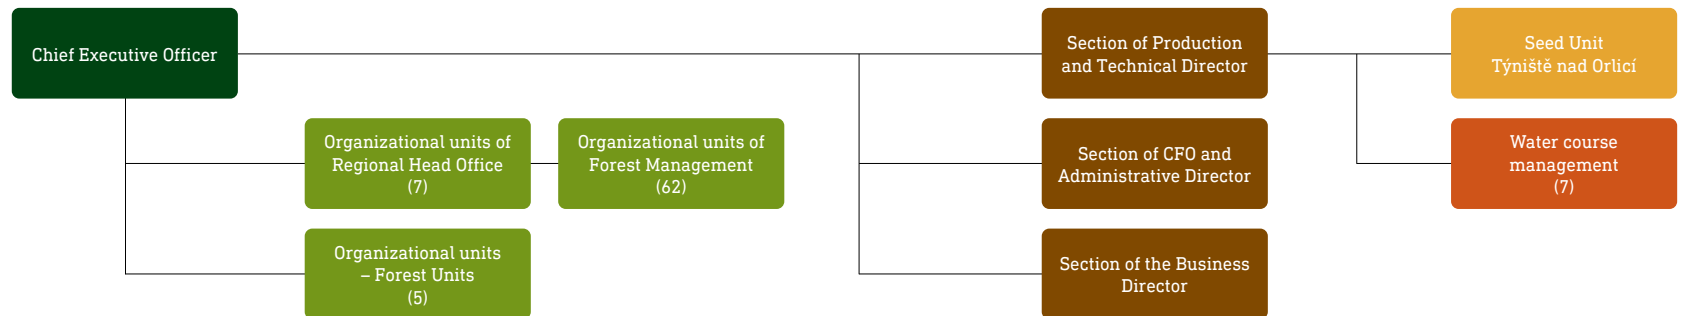 Chief Executive Officer
Section of Production
and Technical Director
Seed Unit
Týniště nad Orlicí
Organizational units of
Regional Head Office
(7)
Organizational units of
Forest Management
(62)
Section of CFO and
Administrative Director
Water course
management
(7)
Organizational units
– Forest Units
(5)
Section of the Business
Director